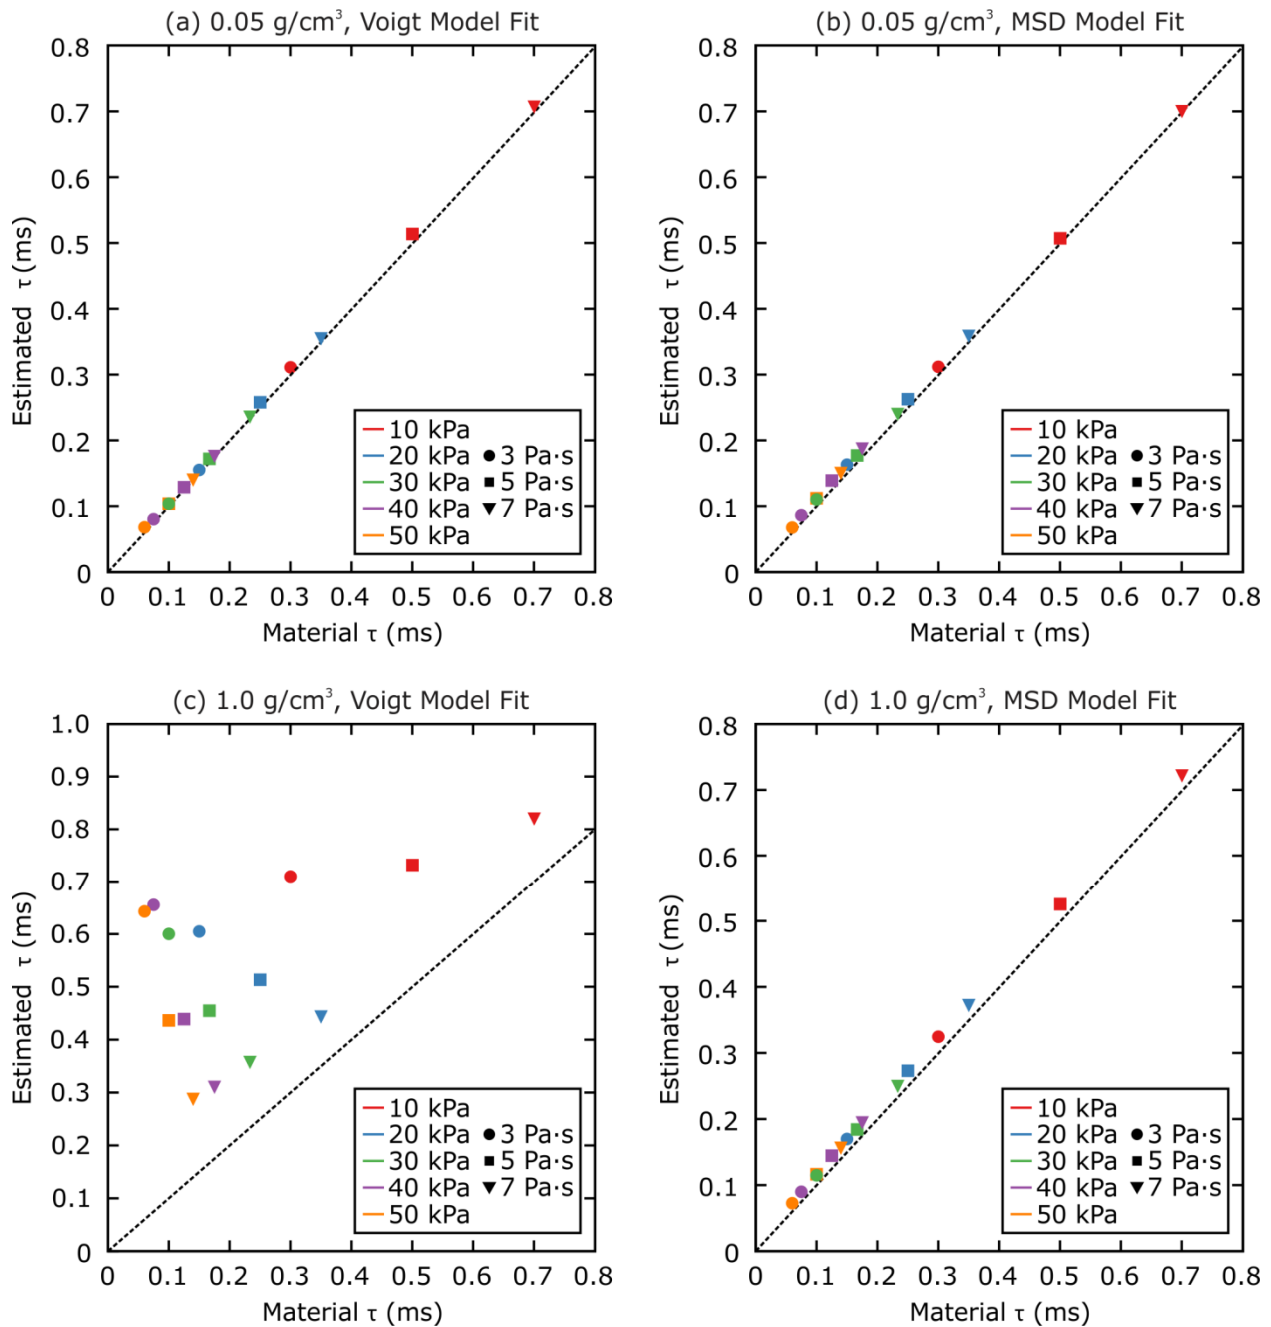 (a) 0.05 g/cm³, Voigt Model Fit
0.8
0.7
0.6
0.5
0.4
0.3
0.2
0.1
0
Estimated τ (ms)
10 kPa
20 kPa
30 kPa
40 kPa
50 kPa
3 Pa·s
5 Pa·s
7 Pa·s
0 0.1 0.2 0.3 0.4 0.5 0.6 0.7 0.8
Material τ (ms)
(b) 0.05 g/cm³, MSD Model Fit
0.8
0.7
0.6
0.5
0.4
0.3
0.2
0.1
0
Estimated τ (ms)
10 kPa
20 kPa
30 kPa
40 kPa
50 kPa
3 Pa·s
5 Pa·s
7 Pa·s
0 0.1 0.2 0.3 0.4 0.5 0.6 0.7 0.8
Material τ (ms)
(c) 1.0 g/cm³, Voigt Model Fit
1.0
0.9
0.8
0.7
0.6
0.5
0.4
0.3
0.2
0.1
0
Estimated τ (ms)
10 kPa
20 kPa
30 kPa
40 kPa
50 kPa
3 Pa·s
5 Pa·s
7 Pa·s
0 0.1 0.2 0.3 0.4 0.5 0.6 0.7 0.8
Material τ (ms)
(d) 1.0 g/cm³, MSD Model Fit
0.8
0.7
0.6
0.5
0.4
0.3
0.2
0.1
0
Estimated τ (ms)
10 kPa
20 kPa
30 kPa
40 kPa
50 kPa
3 Pa·s
5 Pa·s
7 Pa·s
0 0.1 0.2 0.3 0.4 0.5 0.6 0.7 0.8
Material τ (ms)